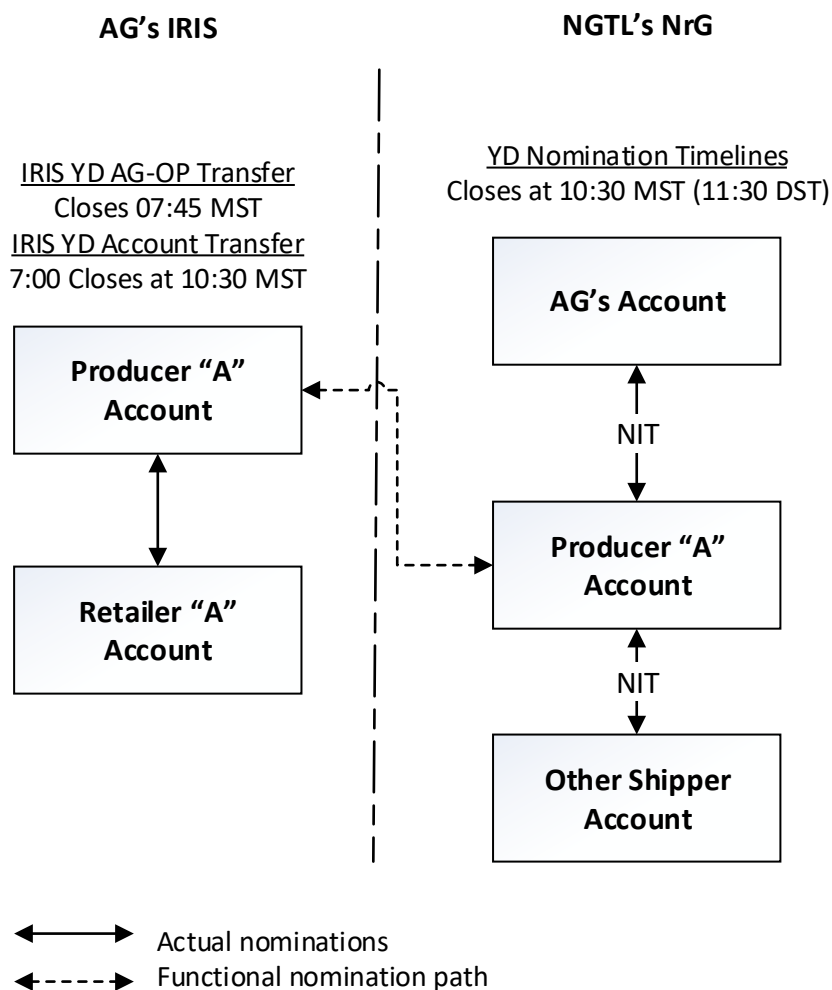 AG's IRIS
IRIS YD AG-OP Transfer
Closes 07:45 MST
IRIS YD Account Transfer
7:00 Closes at 10:30 MST
Producer “A”
Account
Retailer “A”
Account
NGTL's NrG
YD Nomination Timelines
Closes at 10:30 MST (11:30 DST)
AG’s Account
NIT
Producer “A”
Account
NIT
Other Shipper
Account
Actual nominations
Functional nomination path